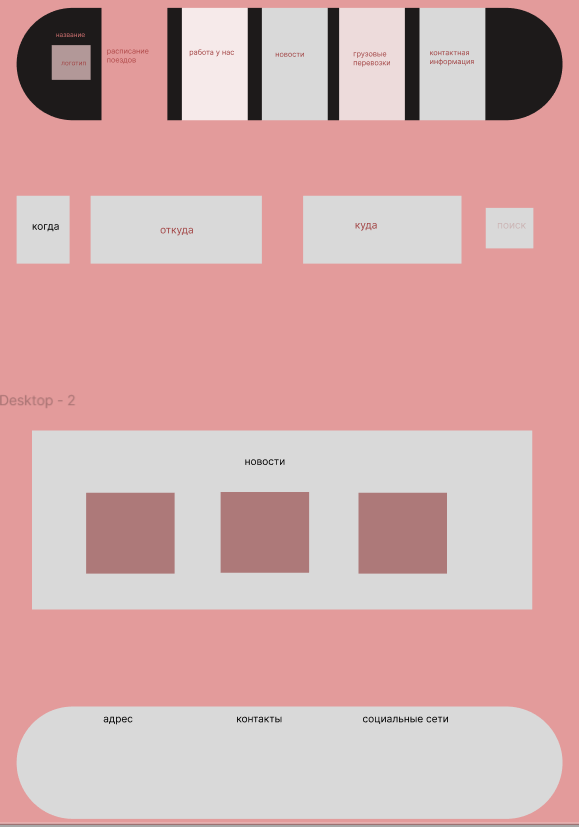 название
логотип
расписание
поездов
работа у нас
новости
грузовые
перевозки
контактная
информация
когда
откуда
куда
поиск
Desktop - 2
новости
адрес
контакты
социальные сети